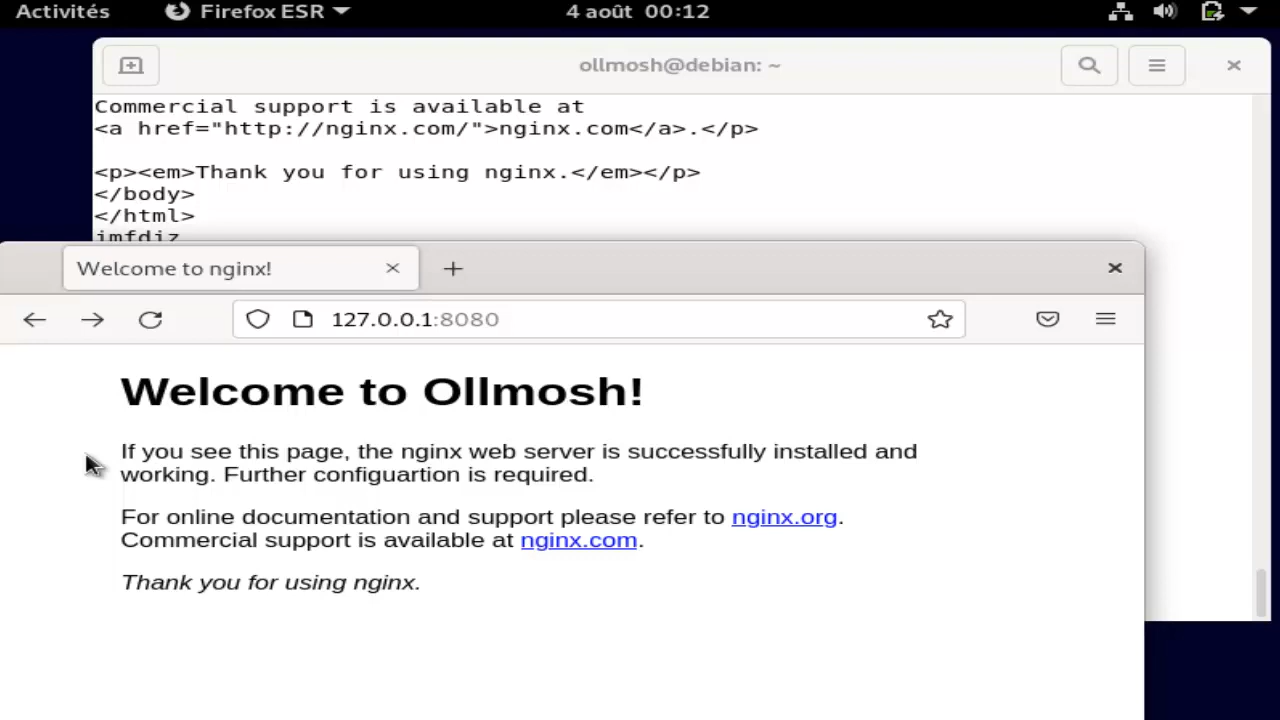 Activités
Firefox ESR
4 août 00:12
ollmosh@debian: ~
Commercial support is available at
<a href="http://nginx.com/">nginx.com</a>.</p>
<p><em>Thank you for using nginx.</em></p>
</body>
</html>
imfdiz
Welcome to nginx!
127.0.0.1:8080
Welcome to Ollmosh!
If you see this page, the nginx web server is successfully installed and
working. Further configuartion is required.
For online documentation and support please refer to nginx.org.
Commercial support is available at nginx.com.
Thank you for using nginx.